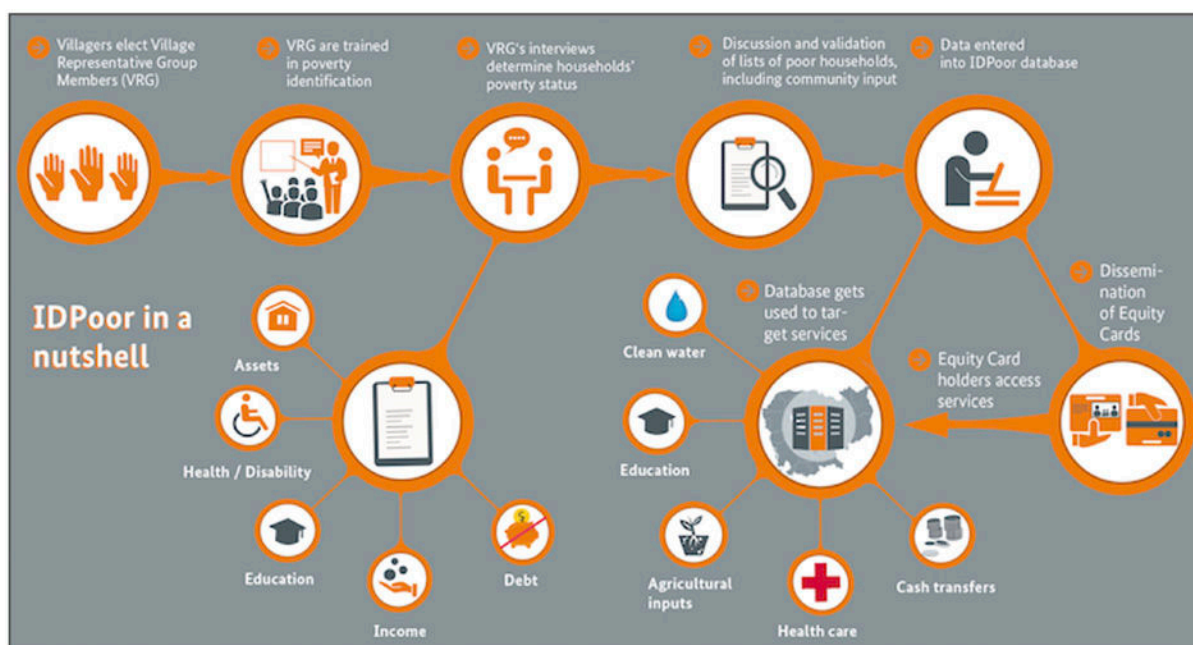 Villagers elect Village
Representative Group
Members (VRG)
VRG are trained
in poverty
identification
VRG's interviews
determine households'
poverty status
Discussion and validation
of lists of poor households,
including community input
Data entered
into IDPoor database
IDPoor in a
nutshell
Assets
Health / Disability
Education
Income
Debt
Database gets
used to tar-
get services
Clean water
Education
Agricultural
inputs
Health care
Cash transfers
Dissemi-
nation
of Equity
Cards
Equity Card
holders access
services